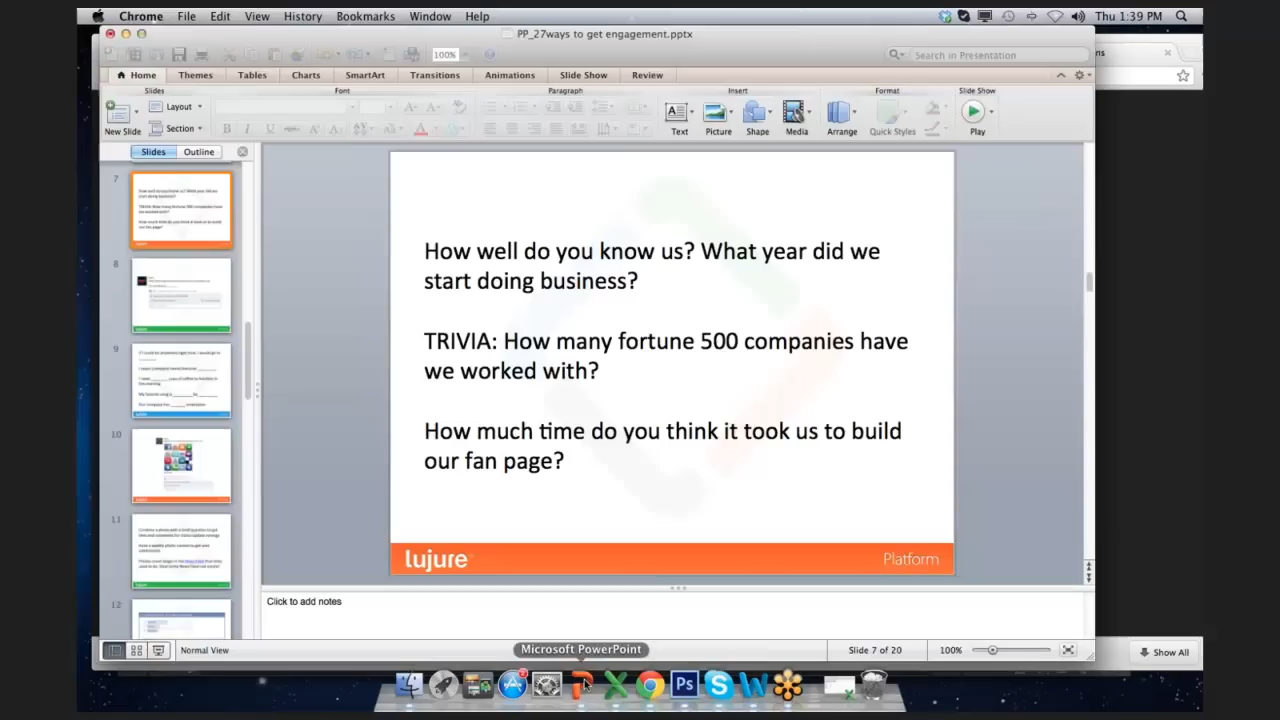 Chrome File Edit View History Bookmarks Window Help Thu 1:39 PM
PP_27ways to get engagement.pptx
100% Search in Presentation
Home Themes Tables Charts SmartArt Transitions Animations Slide Show Review
Slides Font Paragraph Insert Format Slide Show
Layout
New Slide Section Text Picture Shape Media Arrange Quick Styles Play
Slides Outline
7
8
9
10
11
12
How well do you know us? What year did we
start doing business?
TRIVIA: How many fortune 500 companies have
we worked with?
How much time do you think it took us to build
our fan page?
lujure Platform
Click to add notes
Microsoft PowerPoint
Normal View Slide 7 of 20 100%
Show All